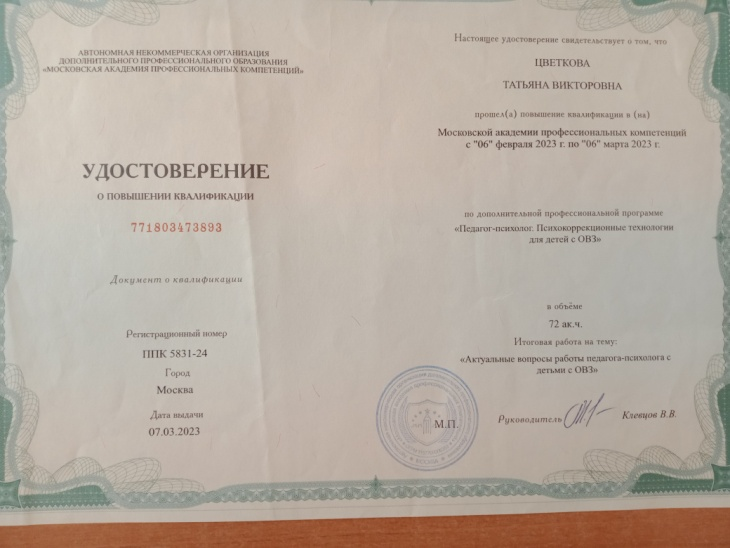 АВТОНОМНАЯ НЕКОММЕРЧЕСКАЯ ОРГАНИЗАЦИЯ
ДОПОЛНИТЕЛЬНОГО ПРОФЕССИОНАЛЬНОГО ОБРАЗОВАНИЯ
«МОСКОВСКАЯ АКАДЕМИЯ ПРОФЕССИОНАЛЬНЫХ КОМПЕТЕНЦИЙ»
УДОСТОВЕРЕНИЕ
О ПОВЫШЕНИИ КВАЛИФИКАЦИИ
771803473893
Документ о квалификации
Регистрационный номер
ППК 5831-24
Город
Москва
Дата выдачи
07.03.2023
Настоящее удостоверение свидетельствует о том, что
ЦВЕТКОВА
ТАТЬЯНА ВИКТОРОВНА
прошел(а) повышение квалификации в (на)
Московской академии профессиональных компетенций
с "06" февраля 2023 г. по "06" марта 2023 г.
по дополнительной профессиональной программе
«Педагог-психолог. Психокоррекционные технологии
для детей с ОВЗ»
в объёме
72 ак.ч.
Итоговая работа на тему:
«Актуальные вопросы работы педагога-психолога с
детьми с ОВЗ»
М.П.
Руководитель Клевцов В.В.